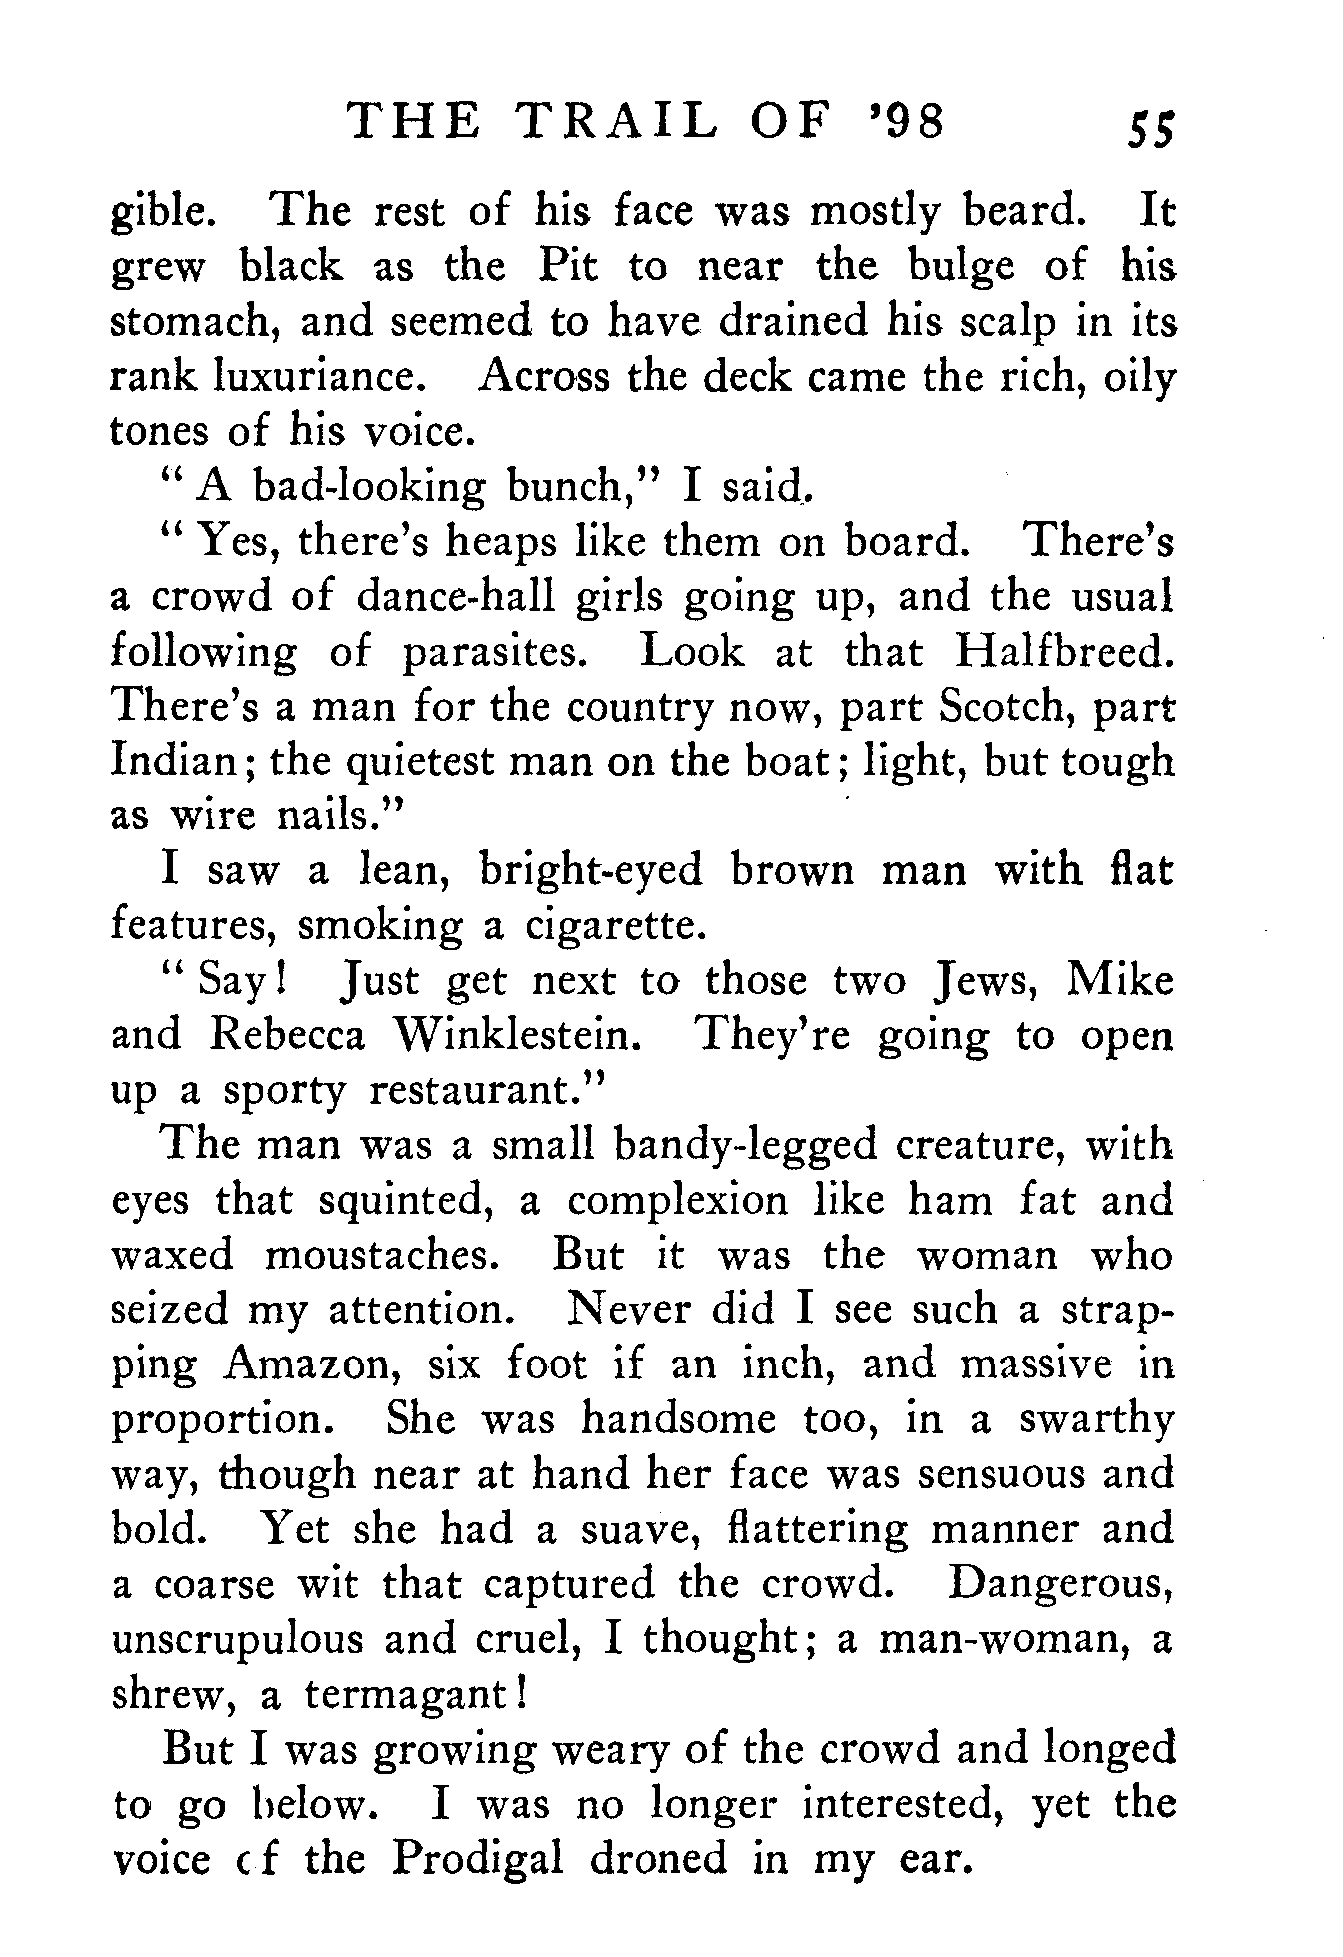 THE TRAIL OF '98 55
gible. The rest of his face was mostly beard. It
grew black as the Pit to near the bulge of his
stomach, and seemed to have drained his scalp in its
rank luxuriance. Across the deck came the rich, oily
tones of his voice.
" A bad-looking bunch," I said.
" Yes, there's heaps like them on board. There's
a crowd of dance-hall girls going up, and the usual
following of parasites. Look at that Halfbreed.
There's a man for the country now, part Scotch, part
Indian; the quietest man on the boat; light, but tough
as wire nails."
I saw a lean, bright-eyed brown man with flat
features, smoking a cigarette.
" Say! Just get next to those two Jews, Mike
and Rebecca Winklestein. They're going to open
up a sporty restaurant."
The man was a small bandy-legged creature, with
eyes that squinted, a complexion like ham fat and
waxed moustaches. But it was the woman who
seized my attention. Never did I see such a strap-
ping Amazon, six foot if an inch, and massive in
proportion. She was handsome too, in a swarthy
way, though near at hand her face was sensuous and
bold. Yet she had a suave, flattering manner and
a coarse wit that captured the crowd. Dangerous,
unscrupulous and cruel, I thought; a man-woman, a
shrew, a termagant!
But I was growing weary of the crowd and longed
to go below. I was no longer interested, yet the
voice of the Prodigal droned in my ear.